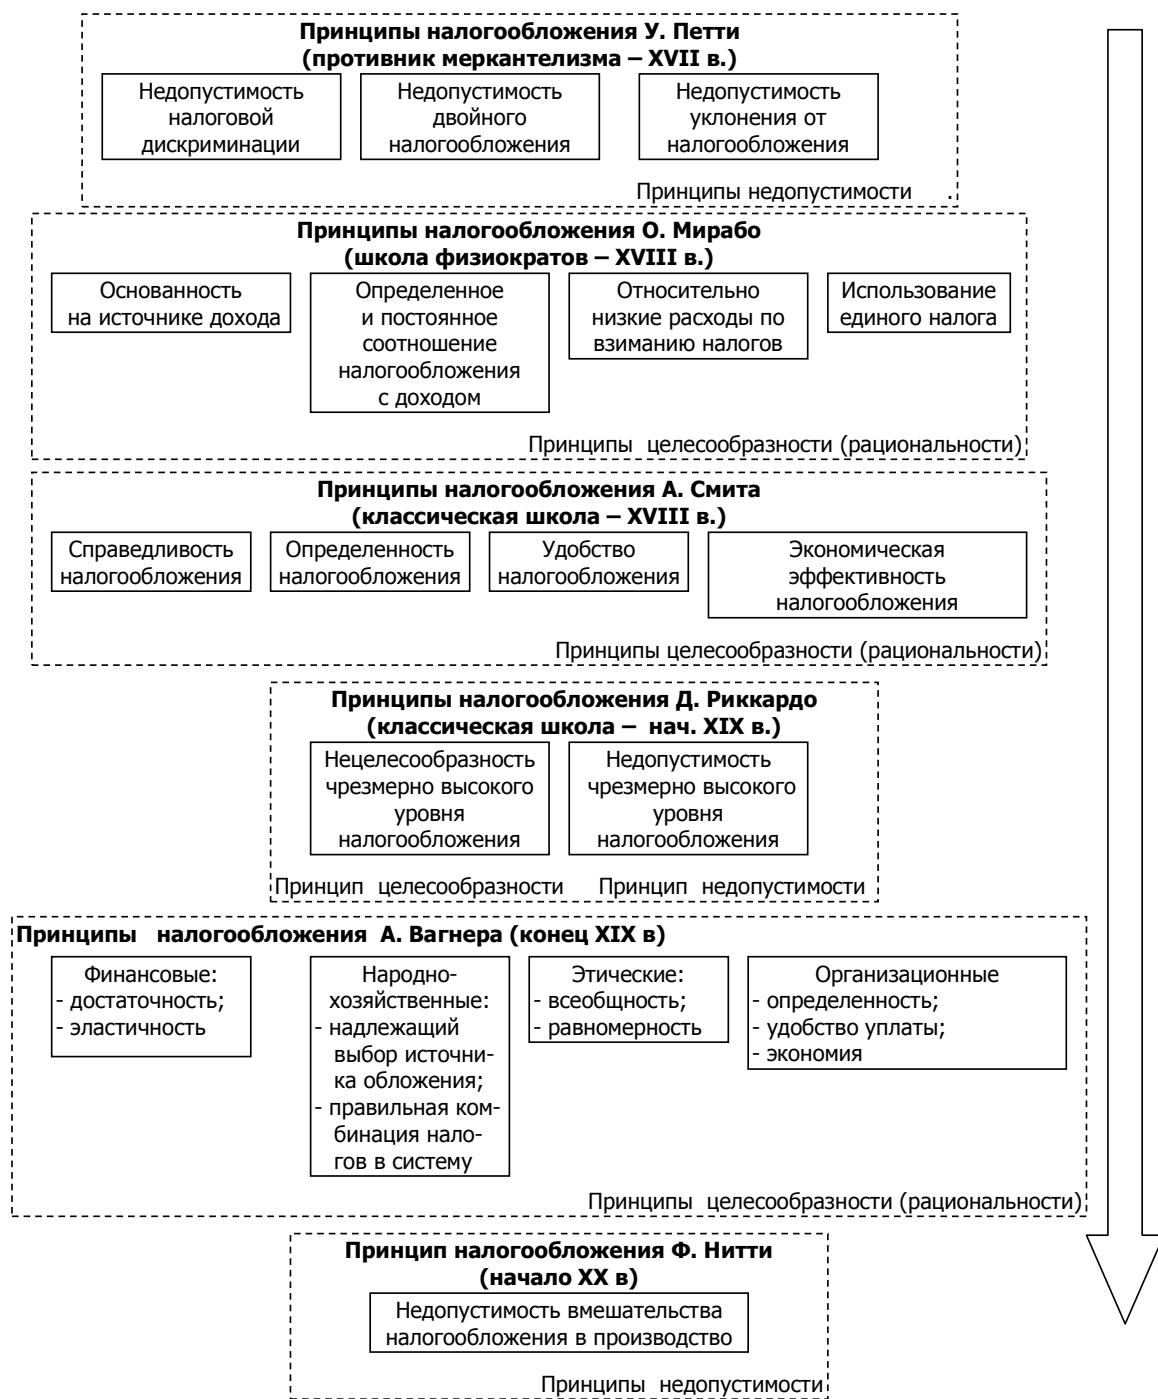 Принципы налогообложения У. Петти
(противник меркантелизма – XVII в.)
Недопустимость
налоговой
дискриминации
Недопустимость
двойного
налогообложения
Недопустимость
уклонения от
налогообложения
Принципы недопустимости .
Принципы налогообложения О. Мирабо
(школа физиократов – XVIII в.)
Основанность
на источнике дохода
Определенное
и постоянное
соотношение
налогообложения
с доходом
Относительно
низкие расходы по
взиманию налогов
Использование
единого налога
Принципы целесообразности (рациональности)
Принципы налогообложения А. Смита
(классическая школа – XVIII в.)
Справедливость
налогообложения
Определенность
налогообложения
Удобство
налогообложения
Экономическая
эффективность
налогообложения
Принципы целесообразности (рациональности)
Принципы налогообложения Д. Риккардо
(классическая школа – нач. XIX в.)
Нецелесообразность
чрезмерно высокого
уровня
налогообложения
Недопустимость
чрезмерно высокого
уровня
налогообложения
Принцип целесообразности Принцип недопустимости
Принципы налогообложения А. Вагнера (конец XIX в)
Финансовые:
- достаточность;
- эластичность
Народно-
хозяйственные:
- надлежащий
выбор источни-
ка обложения;
- правильная ком-
бинация нало-
гов в систему
Этические:
- всеобщность;
- равномерность
Организационные
- определенность;
- удобство уплаты;
- экономия
Принципы целесообразности (рациональности)
Принцип налогообложения Ф. Нитти
(начало XX в)
Недопустимость вмешательства
налогообложения в производство
Принципы недопустимости